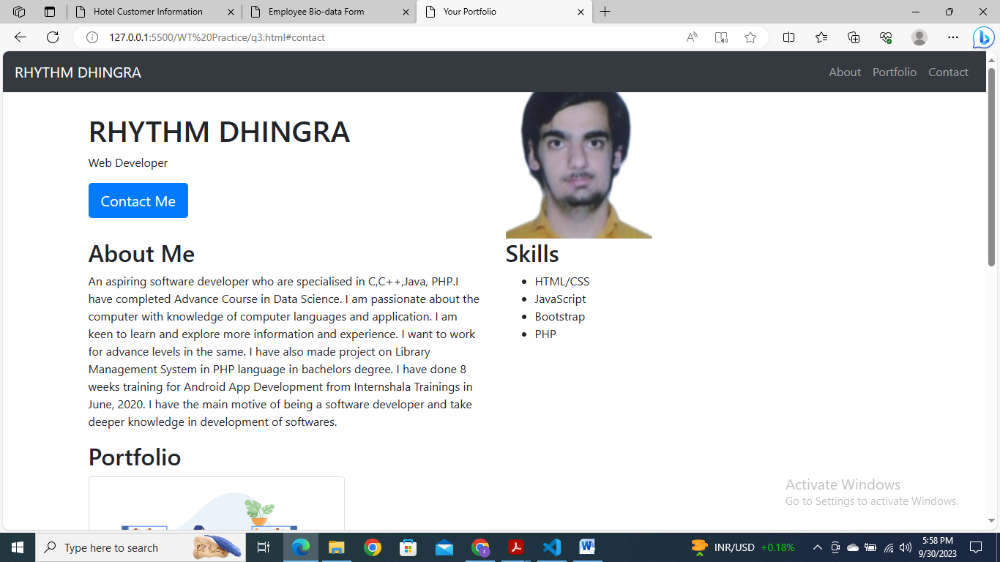 Hotel Customer Information
Employee Bio-data Form
Your Portfolio
127.0.0.1:5500/WT%20Practice/q3.html#contact
RHYTHM DHINGRA
About
Portfolio
Contact
RHYTHM DHINGRA
Web Developer
Contact Me
About Me
An aspiring software developer who are specialised in C,C++,Java, PHP.I
have completed Advance Course in Data Science. I am passionate about the
computer with knowledge of computer languages and application. I am
keen to learn and explore more information and experience. I want to work
for advance levels in the same. I have also made project on Library
Management System in PHP language in bachelors degree. I have done 8
weeks training for Android App Development from Internshala Trainings in
June, 2020. I have the main motive of being a software developer and take
deeper knowledge in development of softwares.
Skills
HTML/CSS
JavaScript
Bootstrap
PHP
Portfolio
Activate Windows
Go to Settings to activate Windows.
Type here to search
INR/USD +0.18%
5:58 PM
9/30/2023